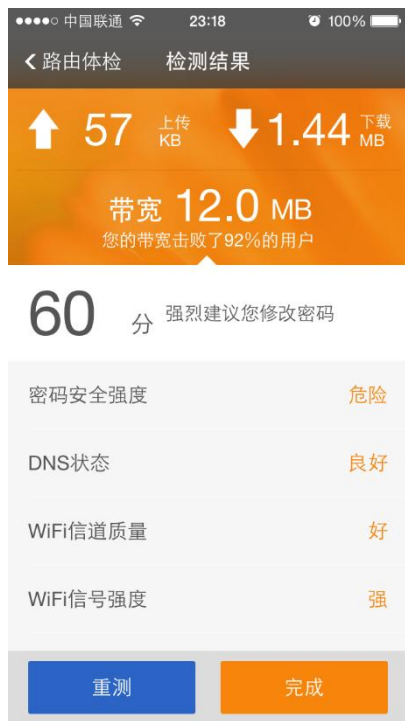 中国联通 23:18 100%
路由体检 检测结果
57 上传 KB 1.44 下载 MB
带宽 12.0 MB
您的带宽击败了92%的用户
60 分 强烈建议您修改密码
密码安全强度 危险
DNS状态 良好
WiFi信道质量 好
WiFi信号强度 强
重测 完成